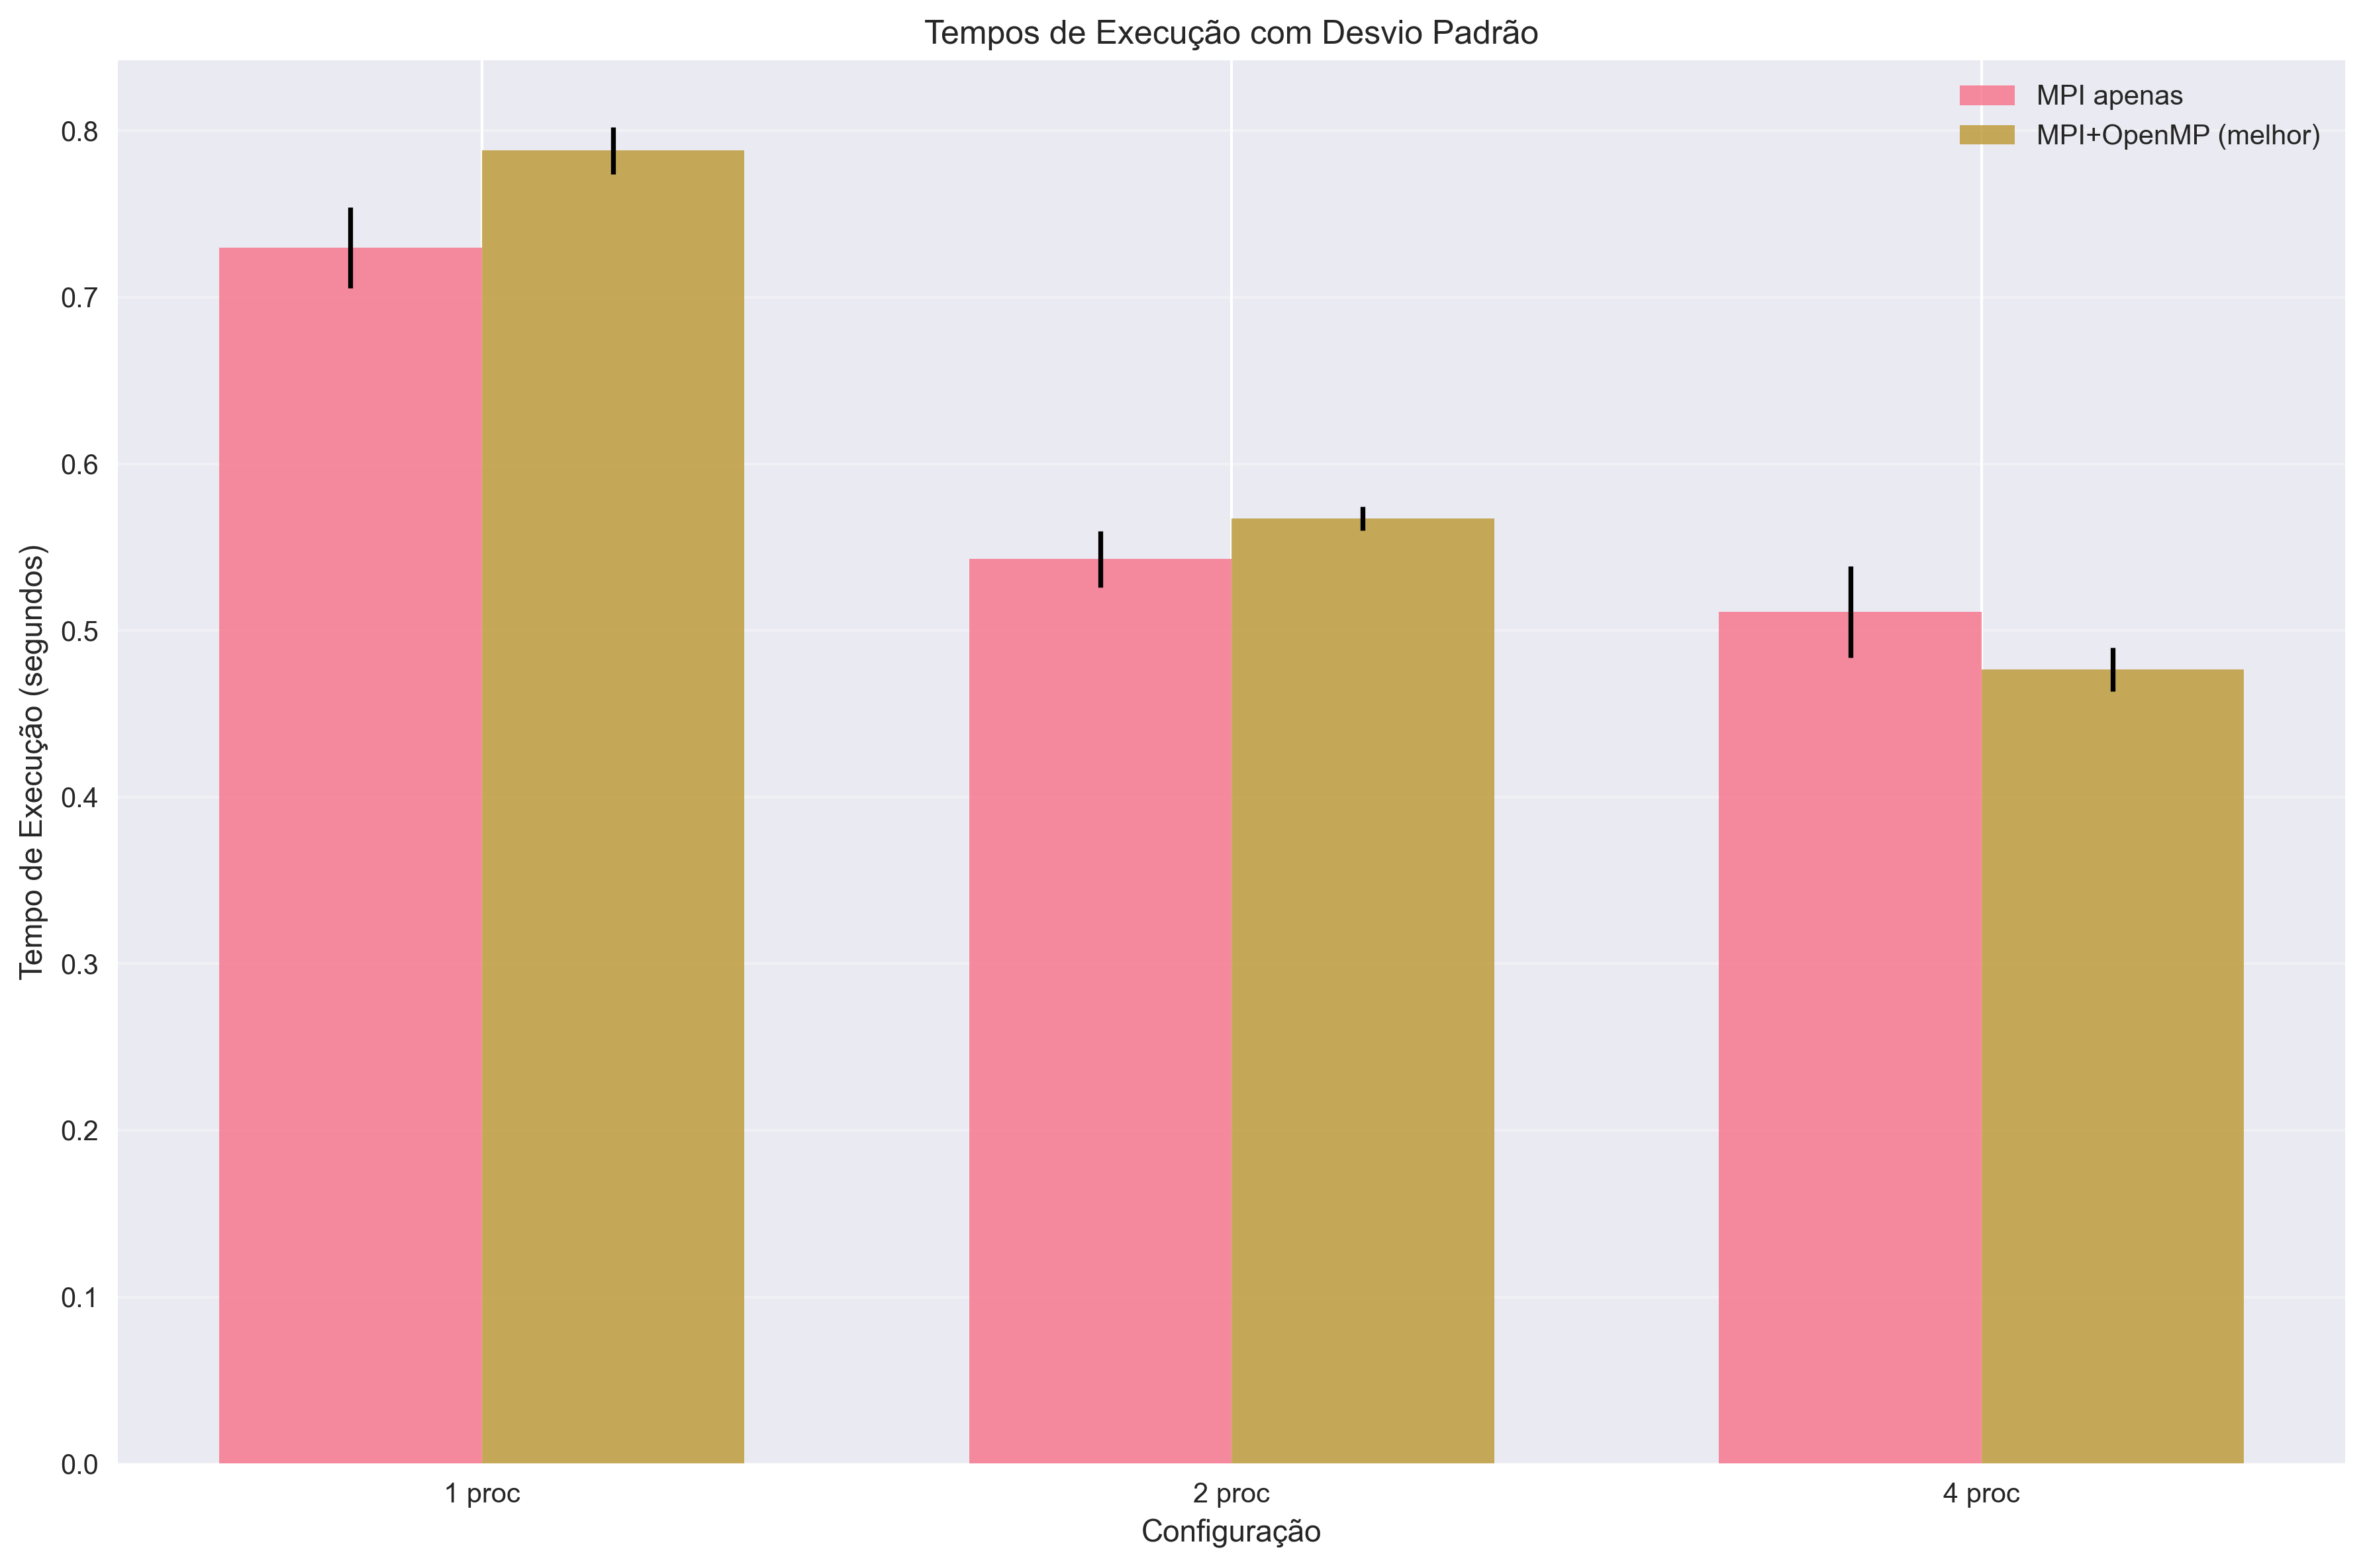 Tempos de Execução com Desvio Padrão
MPI apenas
MPI+OpenMP (melhor)
Tempo de Execução (segundos)
0.8
0.7
0.6
0.5
0.4
0.3
0.2
0.1
0.0
1 proc
2 proc
4 proc
Configuração